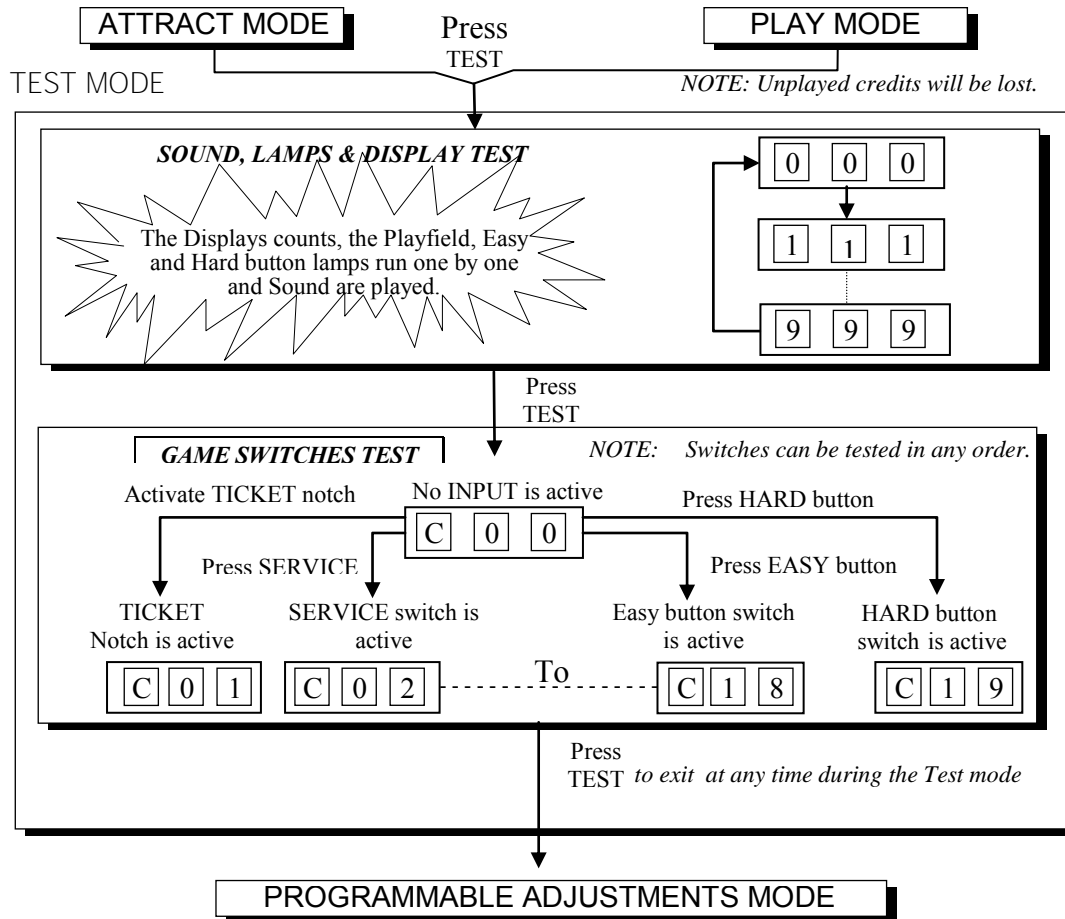 ATTRACT MODE
Press
TEST
PLAY MODE
TEST MODE
NOTE: Unplayed credits will be lost.
SOUND, LAMPS & DISPLAY TEST
The Displays counts, the Playfield, Easy
and Hard button lamps run one by one
and Sound are played.
0 0 0
1 1 1
9 9 9
Press
TEST
GAME SWITCHES TEST
NOTE: Switches can be tested in any order.
Activate TICKET notch
No INPUT is active
Press HARD button
C 0 0
Press SERVICE
Press EASY button
TICKET
Notch is active
SERVICE switch is
active
Easy button switch
is active
HARD button
switch is active
C 0 1
C 0 2
To
C 1 8
C 1 9
Press
TEST to exit at any time during the Test mode
PROGRAMMABLE ADJUSTMENTS MODE